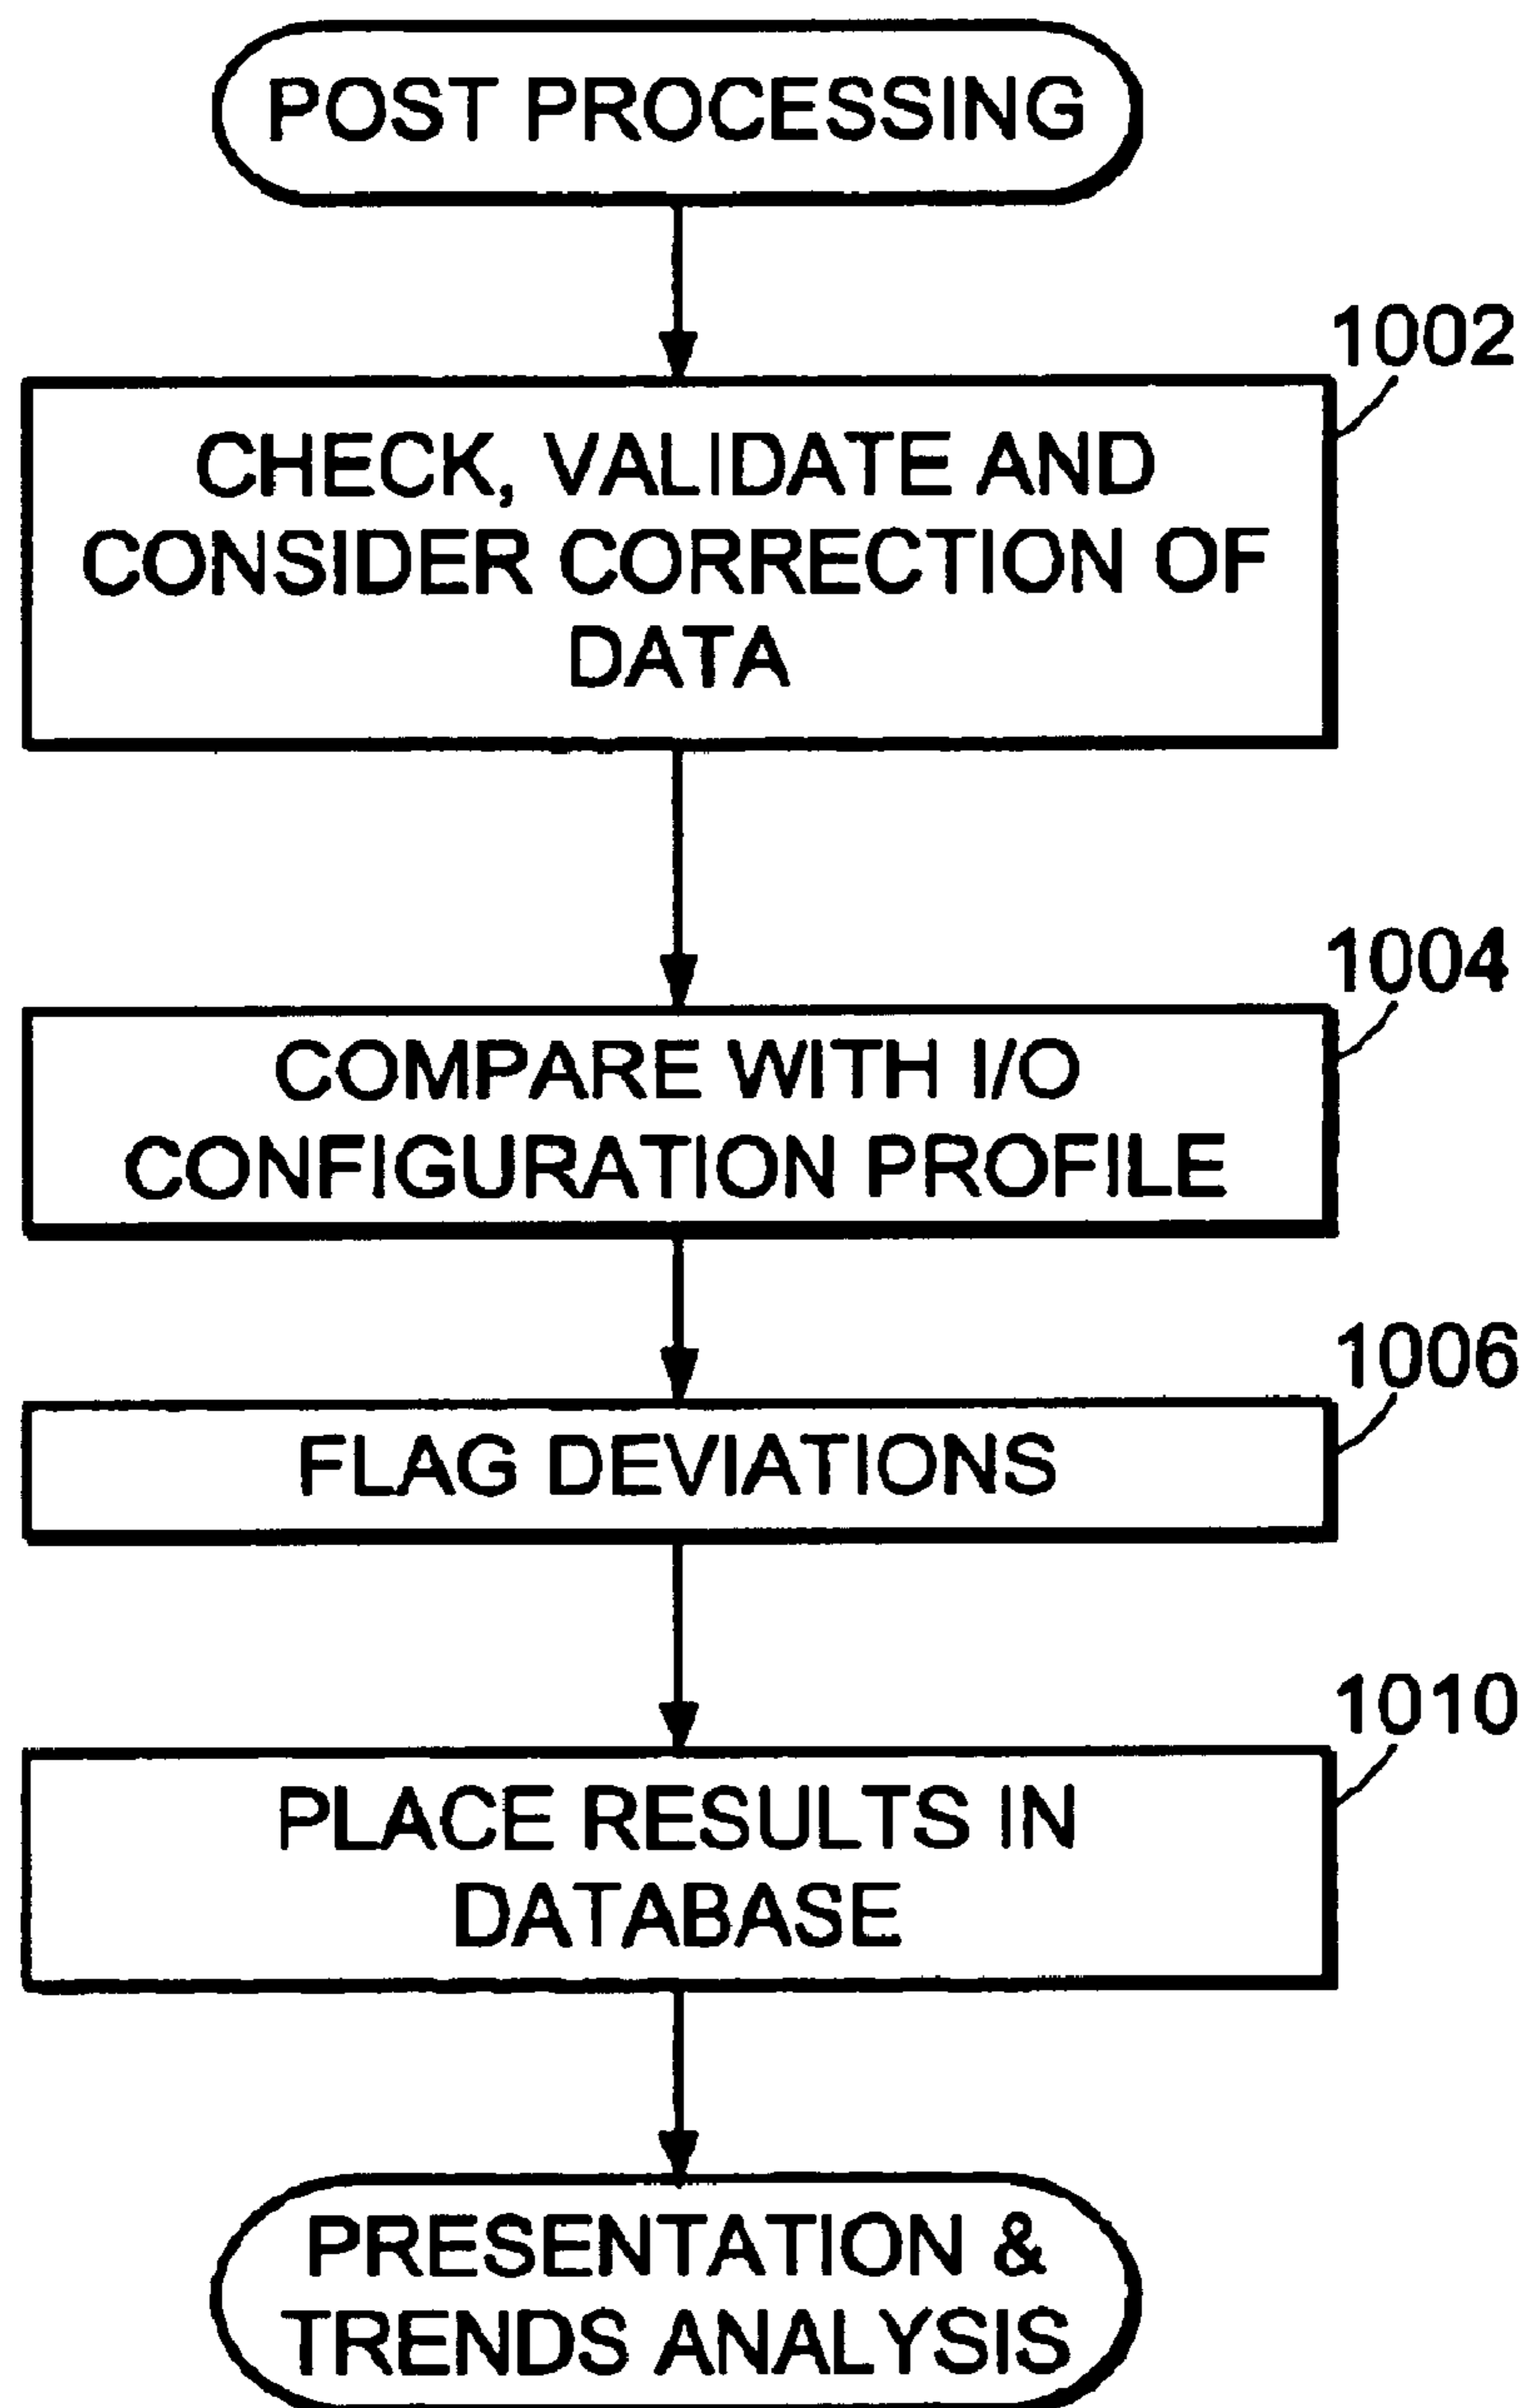 POST PROCESSING
1002
CHECK, VALIDATE AND
CONSIDER CORRECTION OF
DATA
1004
COMPARE WITH I/O
CONFIGURATION PROFILE
1006
FLAG DEVIATIONS
1010
PLACE RESULTS IN
DATABASE
PRESENTATION &
TRENDS ANALYSIS